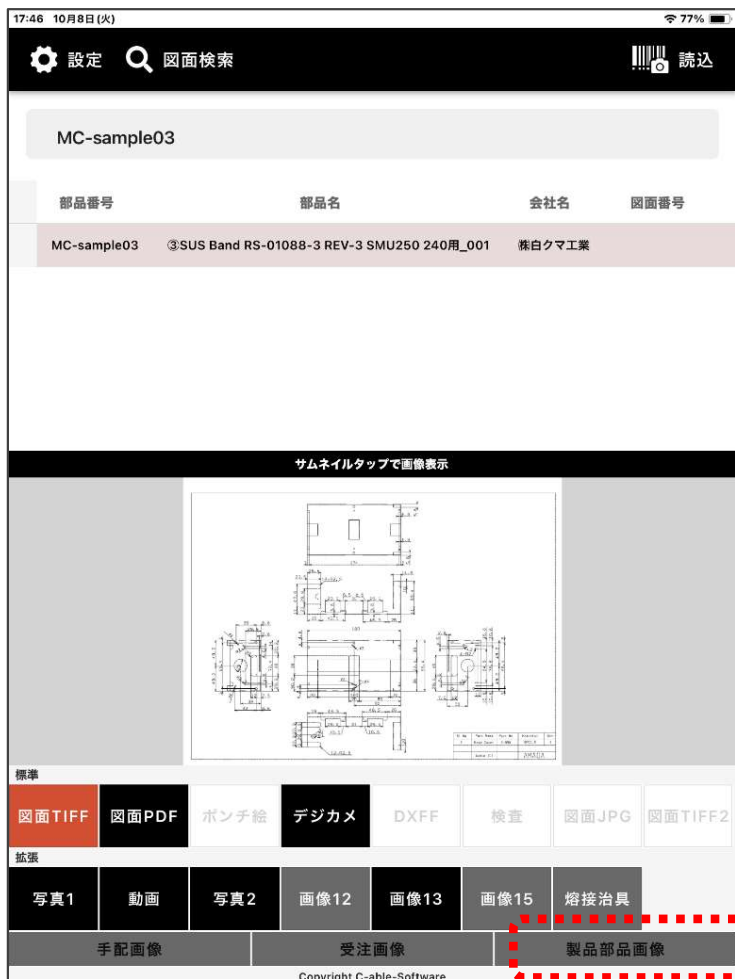 17:46 10月8日(火) 77%
設定 図面検索 読込
MC-sample03
部品番号 部品名 会社名 図面番号
MC-sample03 ③SUS Band RS-01088-3 REV-3 SMU250 240用_001 ㈱白クマ工業
サムネイルタップで画像表示
AMADA
標準
図面TIFF 図面PDF ポンチ絵 デジカメ DXFF 検査 図面JPG 図面TIFF2
拡張
写真1 動画 写真2 画像12 画像13 画像15 熔接治具
手配画像 受注画像 製品部品画像
Copyright C-able-Software